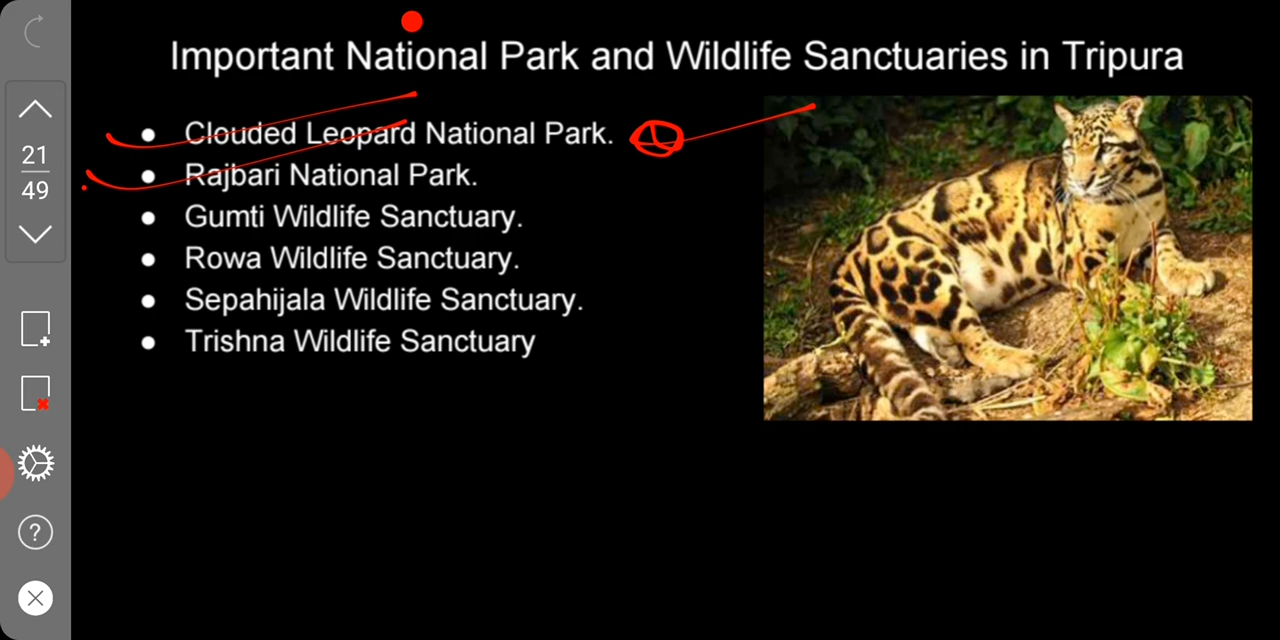 Important National Park and Wildlife Sanctuaries in Tripura
21
49
• Clouded Leopard National Park.
• Rajbari National Park.
• Gumti Wildlife Sanctuary.
• Rowa Wildlife Sanctuary.
• Sepahijala Wildlife Sanctuary.
• Trishna Wildlife Sanctuary
?